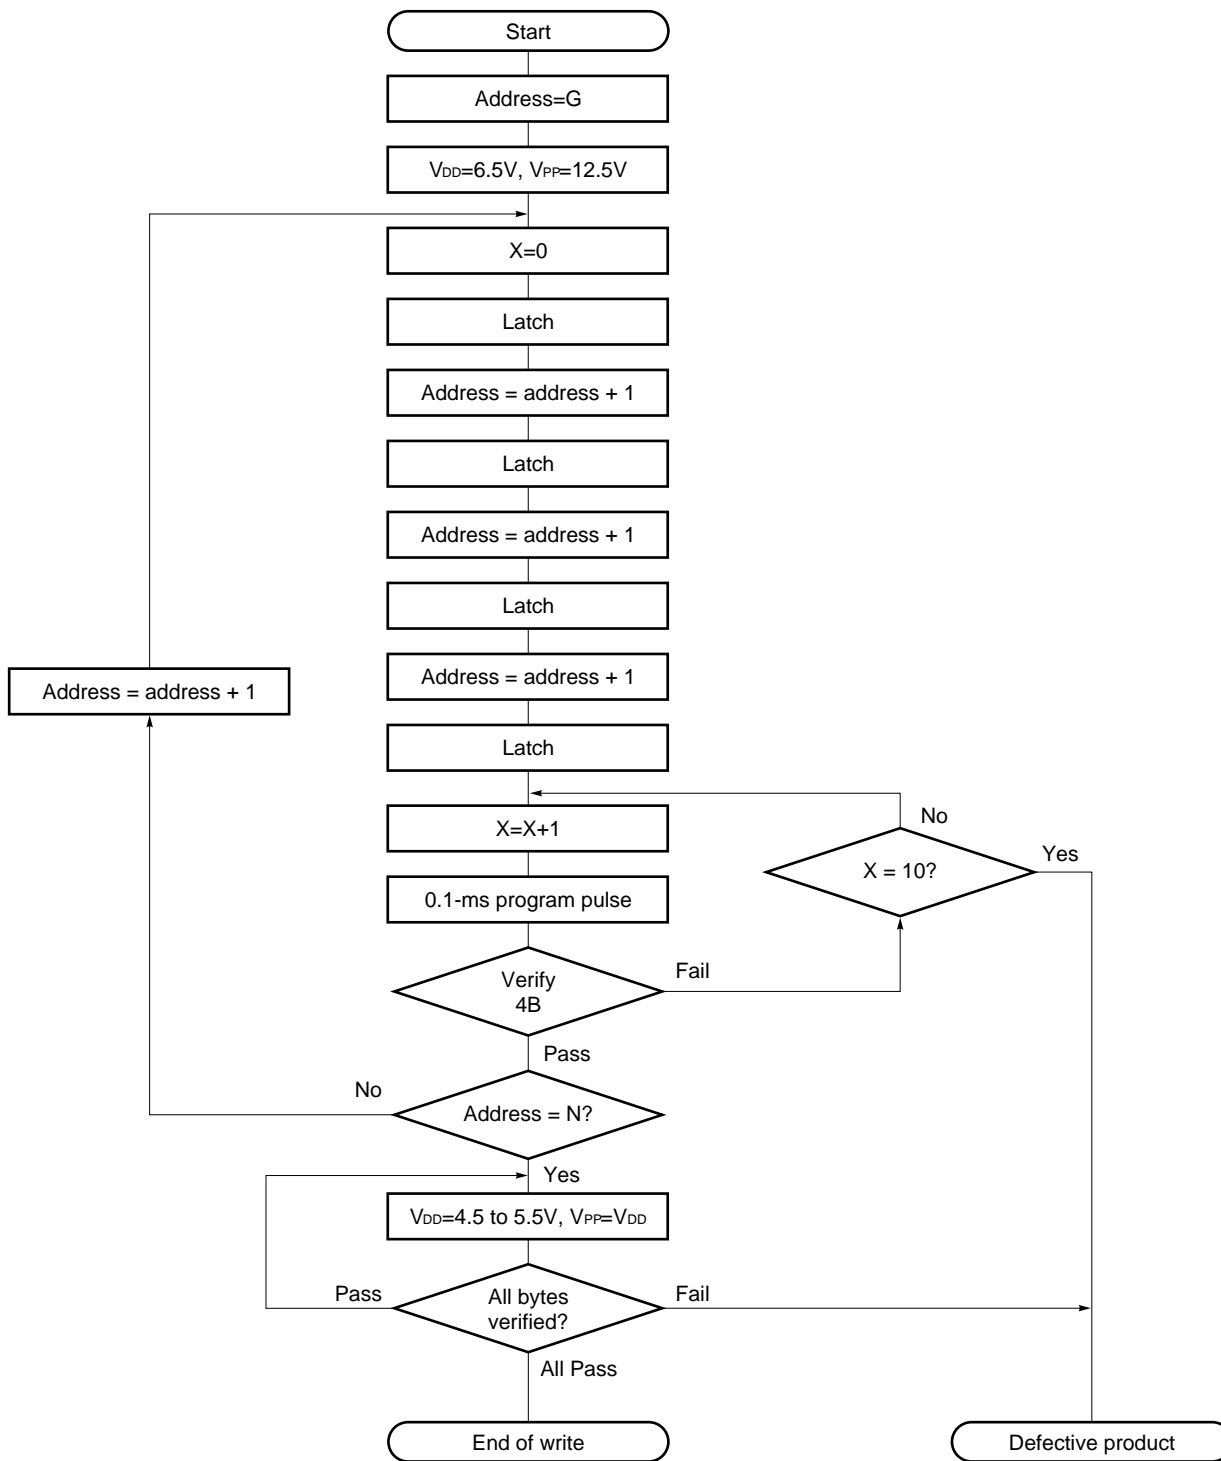 Start
Address=G
VDD=6.5V, VPP=12.5V
X=0
Latch
Address = address + 1
Latch
Address = address + 1
Latch
Address = address + 1
Address = address + 1
Latch
X=X+1
No
X = 10?
Yes
0.1-ms program pulse
Verify
4B
Fail
Pass
No
Address = N?
Yes
VDD=4.5 to 5.5V, VPP=VDD
Pass
All bytes
verified?
Fail
All Pass
End of write
Defective product